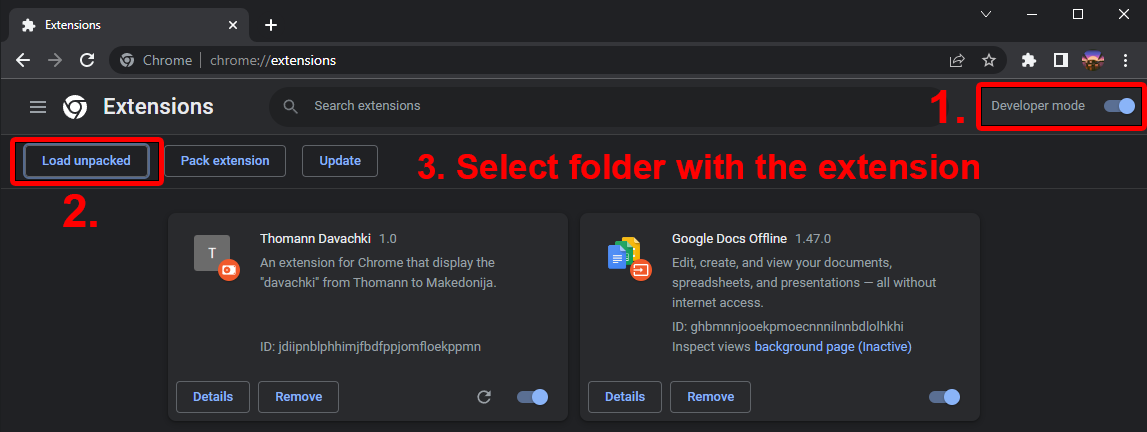 Extensions
Chrome | chrome://extensions
Extensions
Search extensions
1.
Developer mode
Load unpacked
Pack extension
Update
3. Select folder with the extension
2.
T
Thomann Davachki 1.0
An extension for Chrome that display the
"davachki" from Thomann to Makedonija.
ID: jdiipnblphhimjfbdfppjomfloekppmn
Details
Remove
Google Docs Offline 1.47.0
Edit, create, and view your documents,
spreadsheets, and presentations — all without
internet access.
ID: ghbmnnjooekpmoecnnnilnnbdlolhkhi
Inspect views background page (Inactive)
Details
Remove